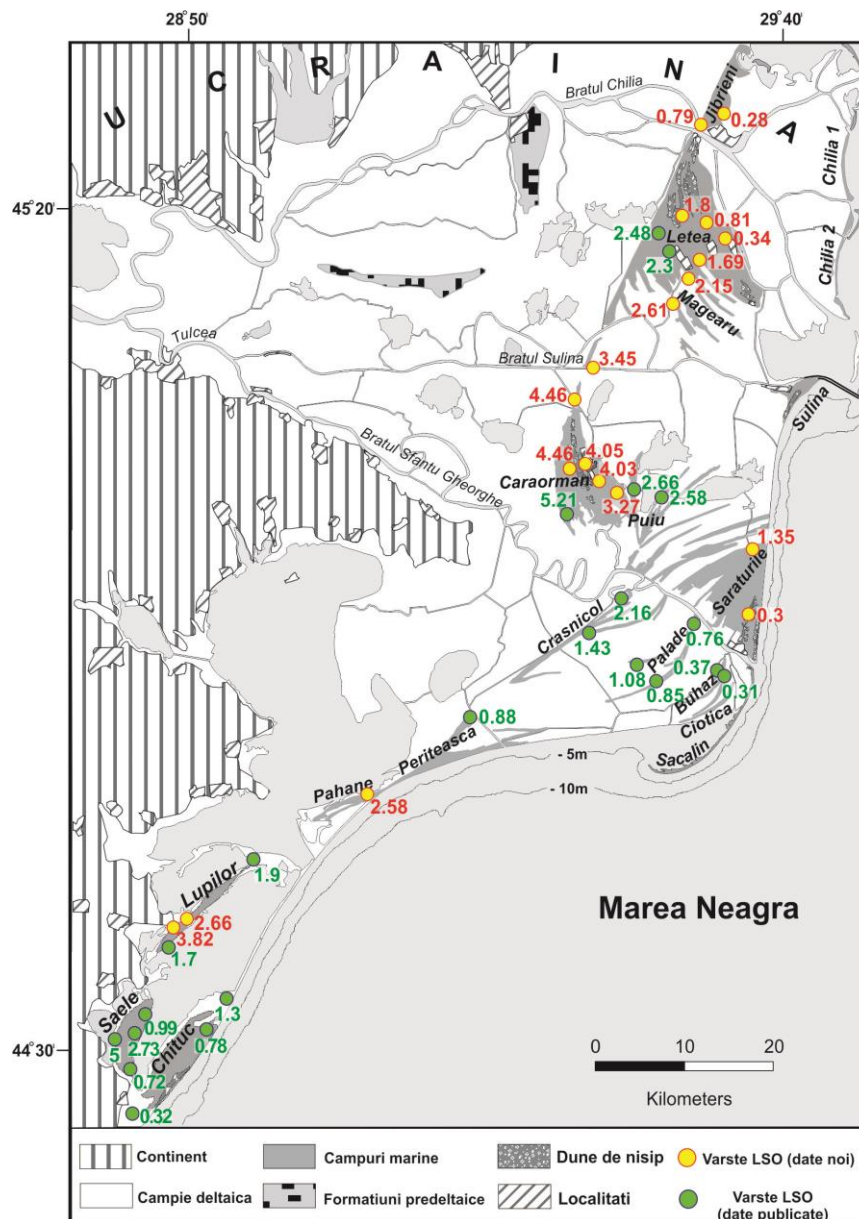 28°50'
29°40'
45°20'
44°30'
U C R A I N A
Bratul Chilia
Jibrieni
0.79
0.28
Chilia 1
Chilia 2
1.8
0.81
2.48
Letea
0.34
2.3
1.69
2.15
2.61
Magearu
Tulcea
Bratul Sulina
3.45
Sulina
4.46
Bratul Sfantu Gheorghe
4.46
4.05
4.03
Caraorman
2.66
2.58
5.21
3.27
Puiu
1.35
Saraturile
0.3
Crasnicol
2.16
1.43
Palade
0.76
1.08
0.85
0.37
0.31
Buhaz
Ciotica
Sacalin
0.88
Periteasca
- 5m
- 10m
Pahane
2.58
Lupilor
1.9
2.66
3.82
1.7
Marea Neagra
Saele
0.99
1.3
5
2.73
Chituc
0.78
0.72
0.32
0 10 20
Kilometers
Continent
Campuri marine
Dune de nisip
Varste LSO (date noi)
Campie deltaica
Formatiuni predeltaice
Localitati
Varste LSO
(date publicate)